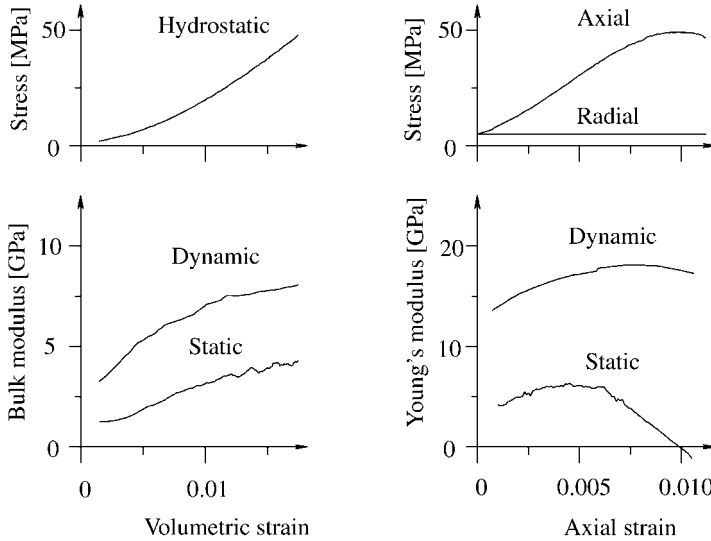 Stress [MPa]
50
0
Hydrostatic
Stress [MPa]
50
0
Axial
Radial
Bulk modulus [GPa]
10
5
0
Dynamic
Static
0
0.01
Volumetric strain
Young's modulus [GPa]
20
10
0
Dynamic
Static
0
0.005
0.010
Axial strain